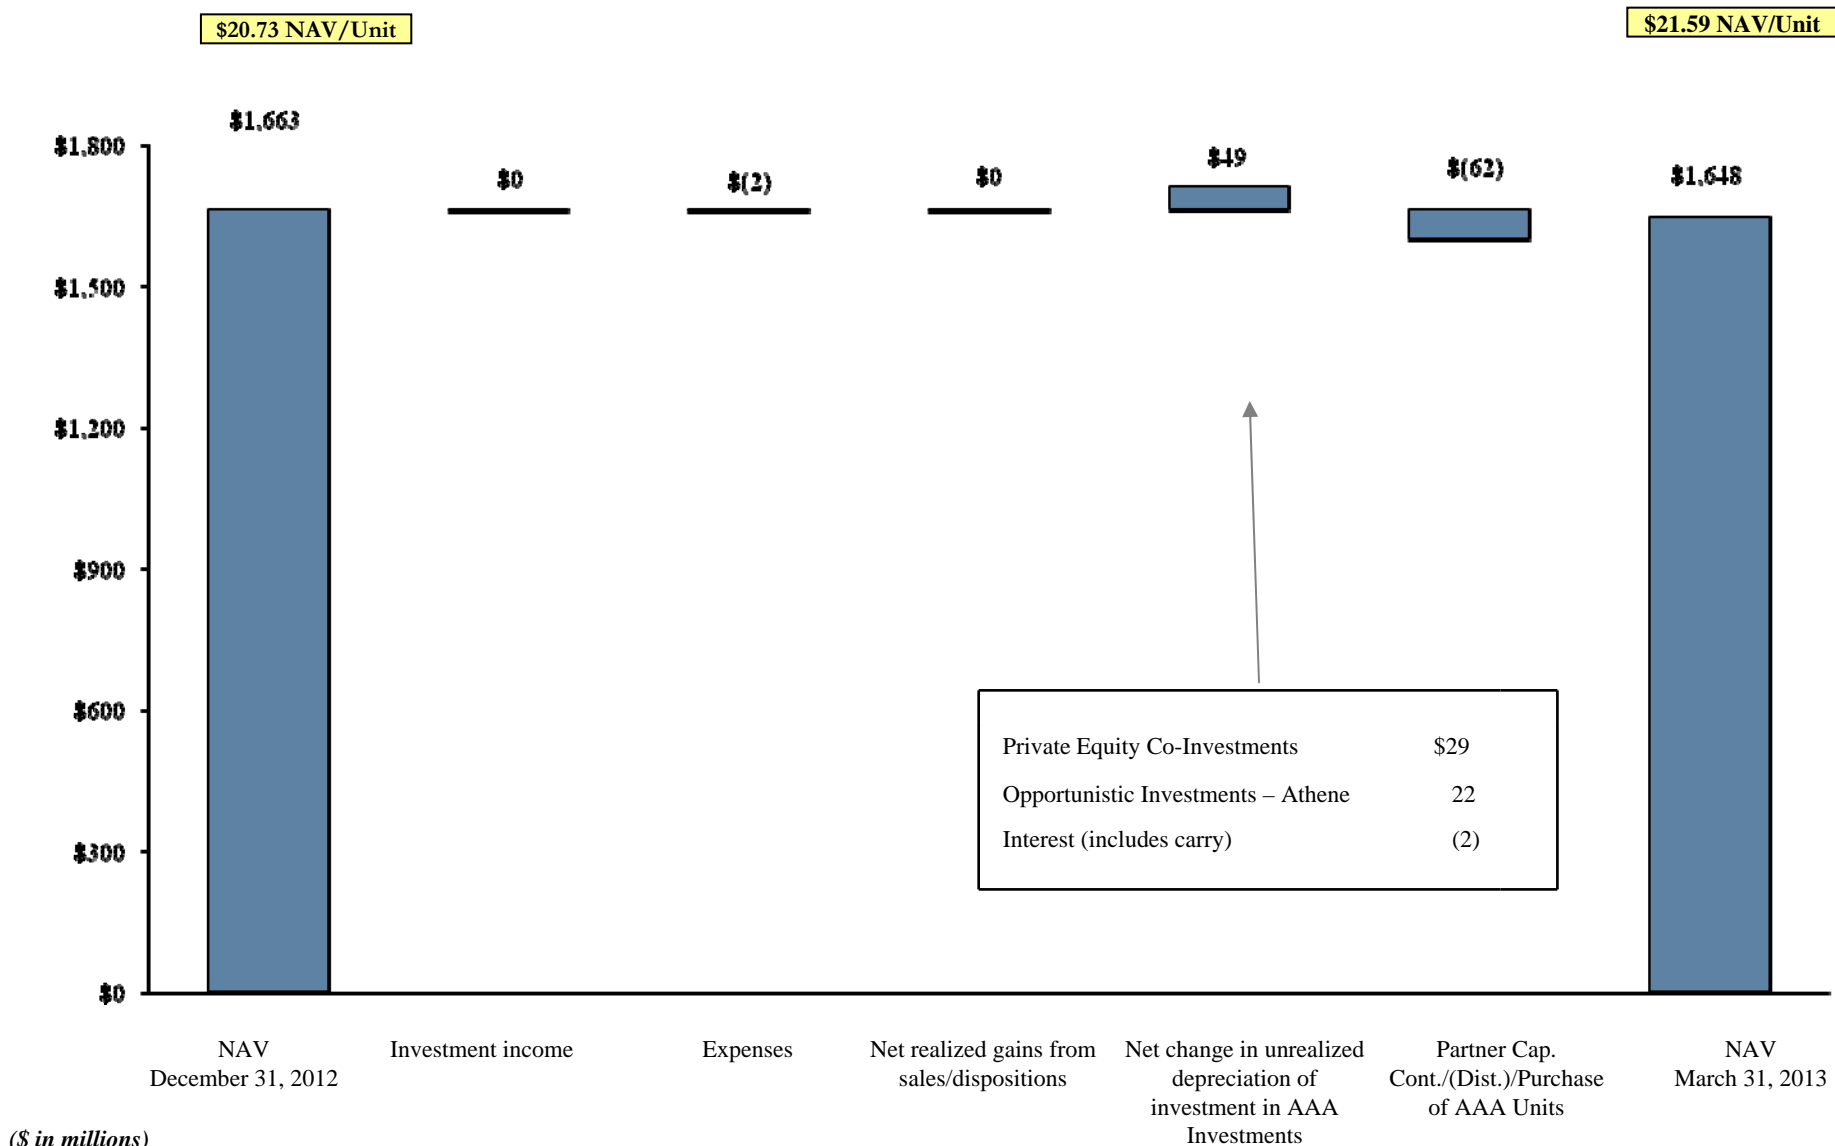 $20.73 NAV/Unit
$21.59 NAV/Unit
$1,663
$0
$(2)
$0
$49
$(62)
$1,648
$1,800
$1,500
$1,200
$900
$600
$300
$0
Private Equity Co-Investments $29
Opportunistic Investments – Athene 22
Interest (includes carry) (2)
NAV
December 31, 2012
Investment income
Expenses
Net realized gains from
sales/dispositions
Net change in unrealized
depreciation of
investment in AAA
Investments
Partner Cap.
Cont./(Dist.)/Purchase
of AAA Units
NAV
March 31, 2013
($ in millions)